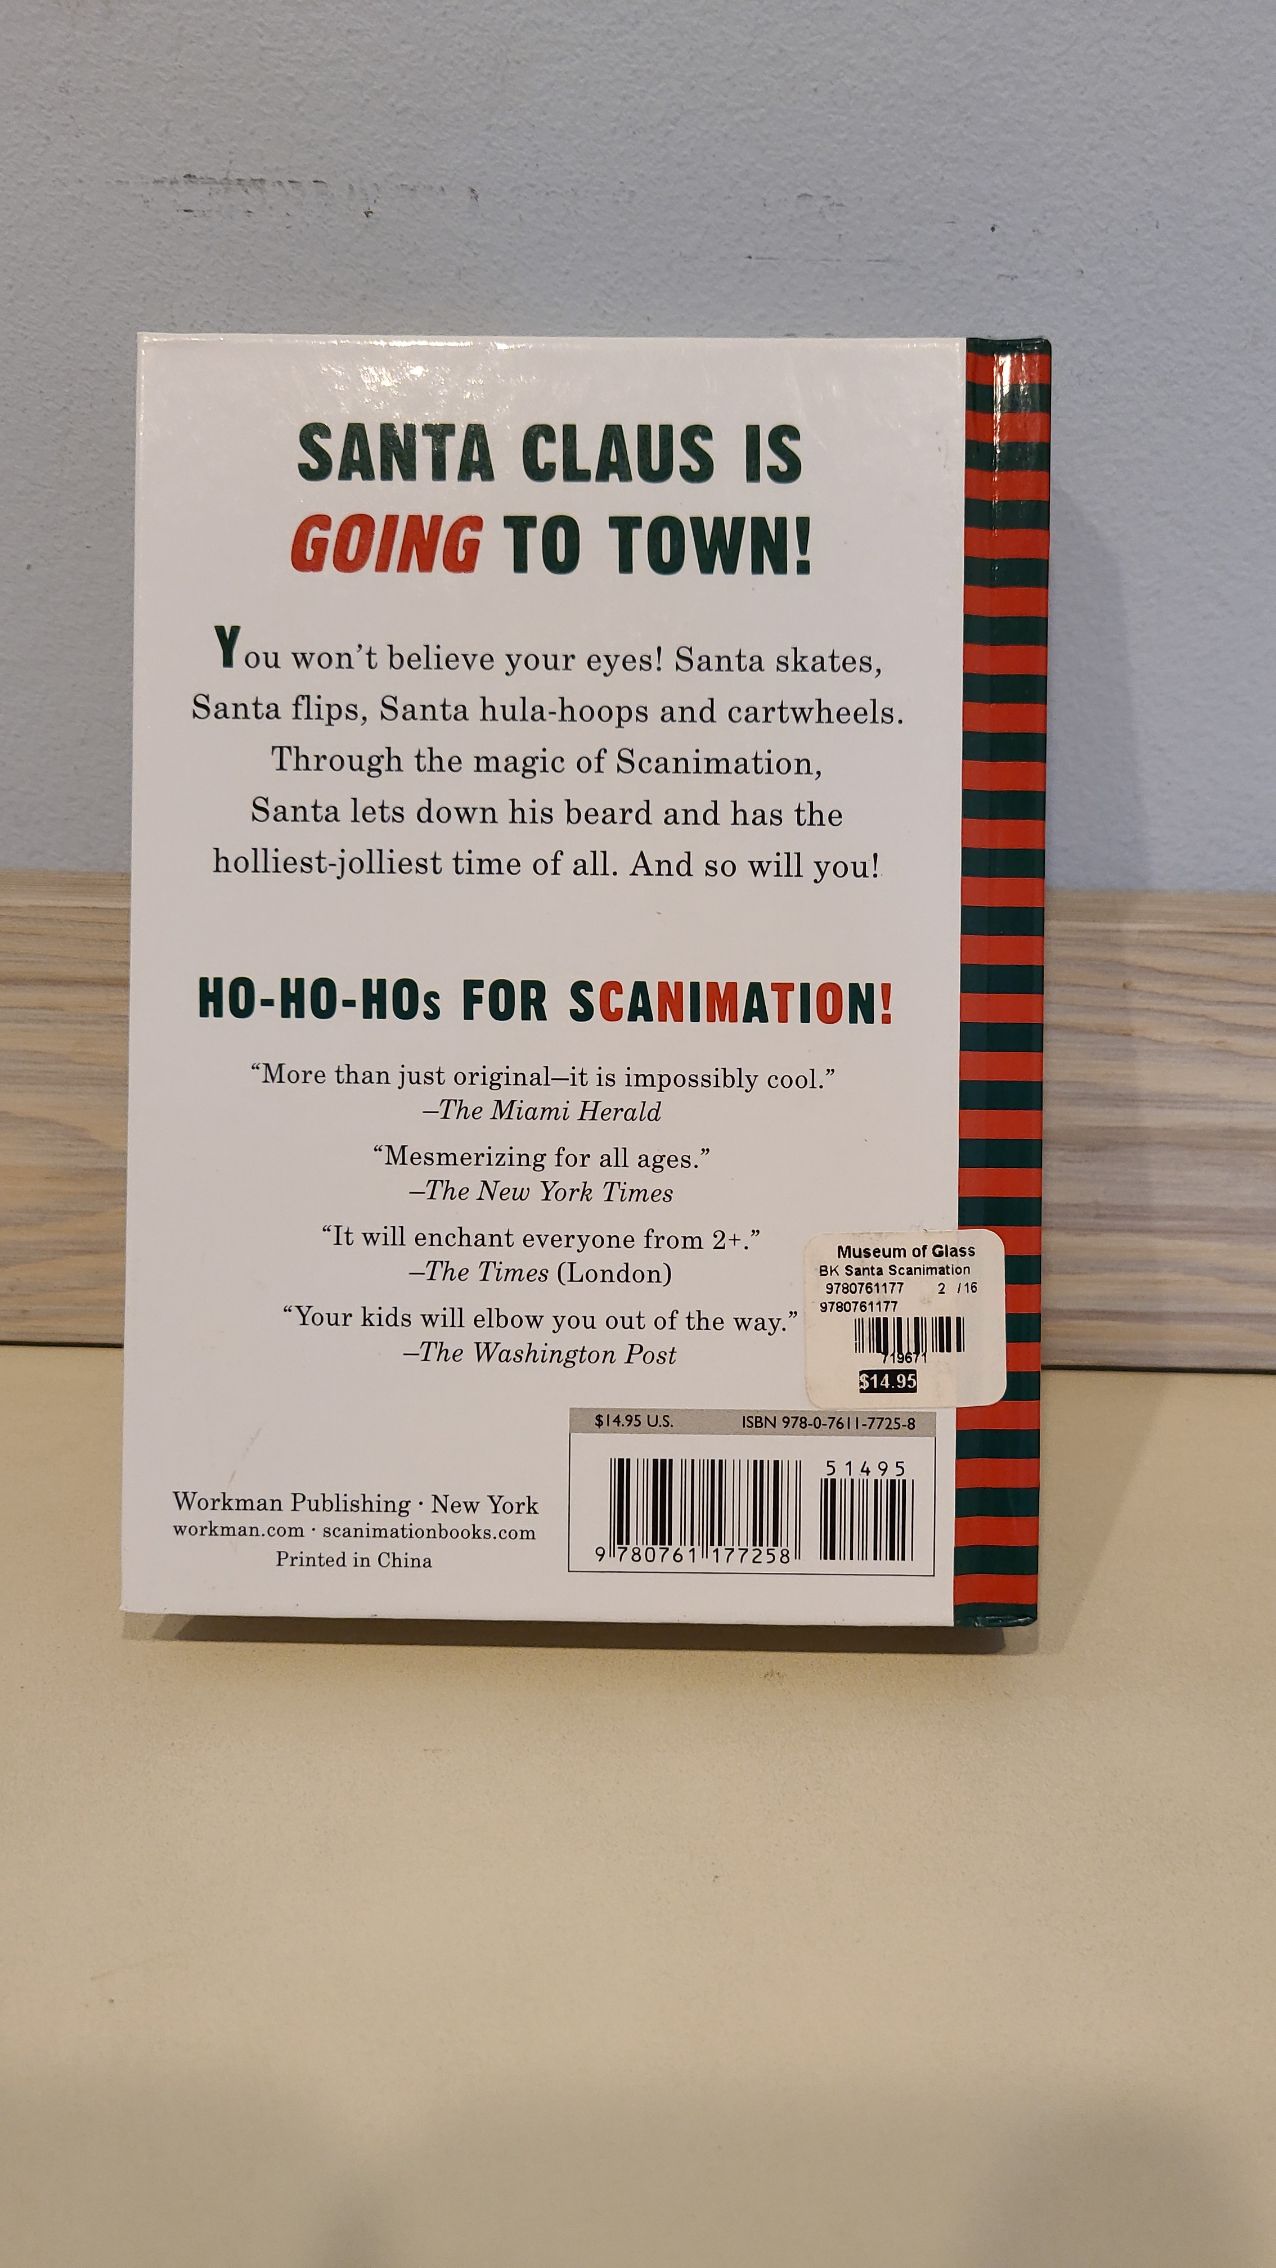 SANTA CLAUS IS
GOING TO TOWN!
You won't believe your eyes! Santa skates,
Santa flips, Santa hula-hoops and cartwheels.
Through the magic of Scanimation,
Santa lets down his beard and has the
holliest-jolliest time of all. And so will you!
HO-HO-HOs FOR SCANIMATION!
“More than just original—it is impossibly cool.”
—The Miami Herald
“Mesmerizing for all ages.”
—The New York Times
“It will enchant everyone from 2+.”
—The Times (London)
“Your kids will elbow you out of the way.”
—The Washington Post
Museum of Glass
BK Santa Scanimation
9780761177 2 /16
9780761177
719671
$14.95
$14.95 U.S. ISBN 978-0-7611-7725-8
51495
9 780761 177258
Workman Publishing · New York
workman.com · scanimationbooks.com
Printed in China